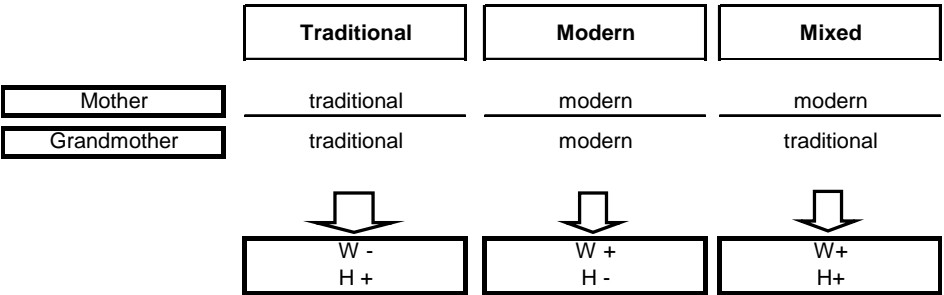 Traditional Modern Mixed
Mother traditional modern modern
Grandmother traditional modern traditional
W - W + W+
H + H - H+